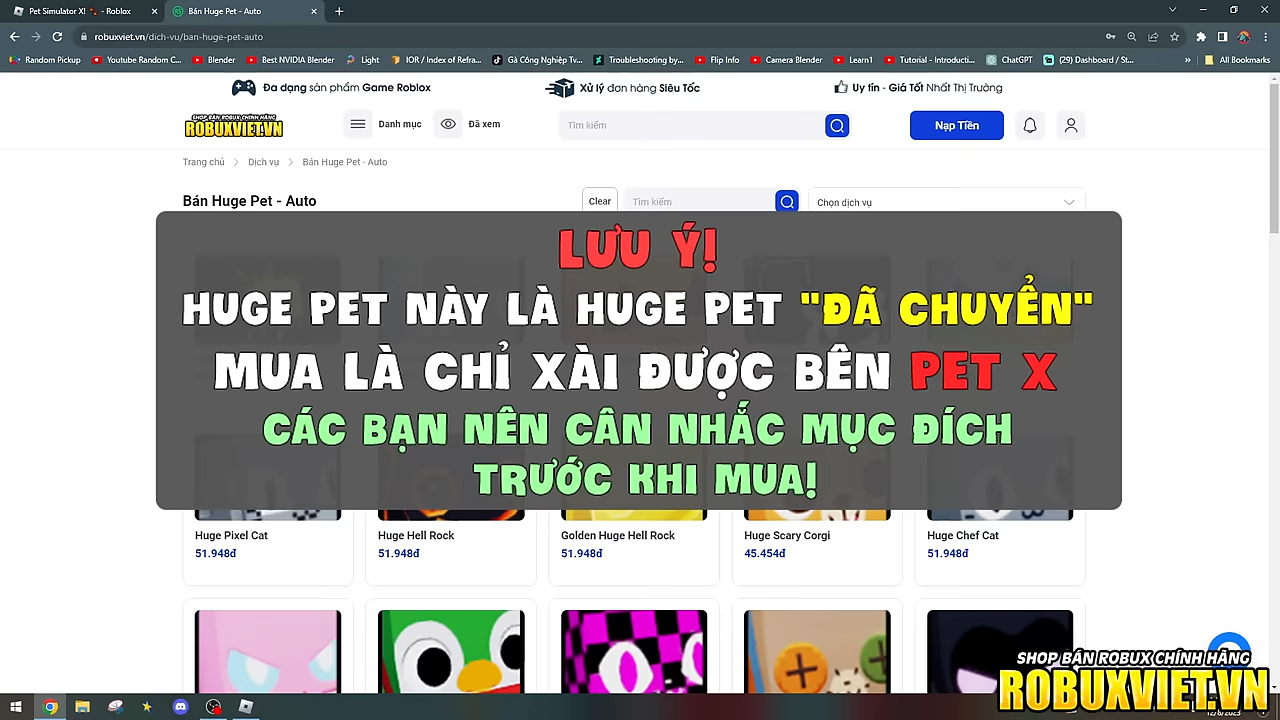 Pet Simulator X! - Roblox
Bán Huge Pet - Auto
robuxviet.vn/dich-vu/ban-huge-pet-auto
Random Pickup
Youtube Random C...
Blender
Best NVIDIA Blender
Light
IOR / Index of Refra...
Gà Công Nghiệp Tv...
Troubleshooting by...
Flip Info
Camera Blender
Learn1
Tutorial - Introducti...
ChatGPT
(29) Dashboard / St...
»
All Bookmarks
Đa dạng sản phẩm Game Roblox
Xử lý đơn hàng Siêu Tốc
Uy tín - Giá Tốt Nhất Thị Trường
SHOP BÁN ROBUX CHÍNH HÃNG
ROBUXVIET.VN
Danh mục
Đã xem
Tìm kiếm
Nạp Tiền
Trang chủ > Dịch vụ > Bán Huge Pet - Auto
Bán Huge Pet - Auto
Clear
Tìm kiếm
Chọn dịch vụ
LƯU Ý!
HUGE PET NÀY LÀ HUGE PET "ĐÃ CHUYỂN"
MUA LÀ CHỈ XÀI ĐƯỢC BÊN PET X
CÁC BẠN NÊN CÂN NHẮC MỤC ĐÍCH
TRƯỚC KHI MUA!
Huge Pixel Cat
51.948đ
Huge Hell Rock
51.948đ
Golden Huge Hell Rock
51.948đ
Huge Scary Corgi
45.454đ
Huge Chef Cat
51.948đ
SHOP BÁN ROBUX CHÍNH HÃNG
ROBUXVIET.VN